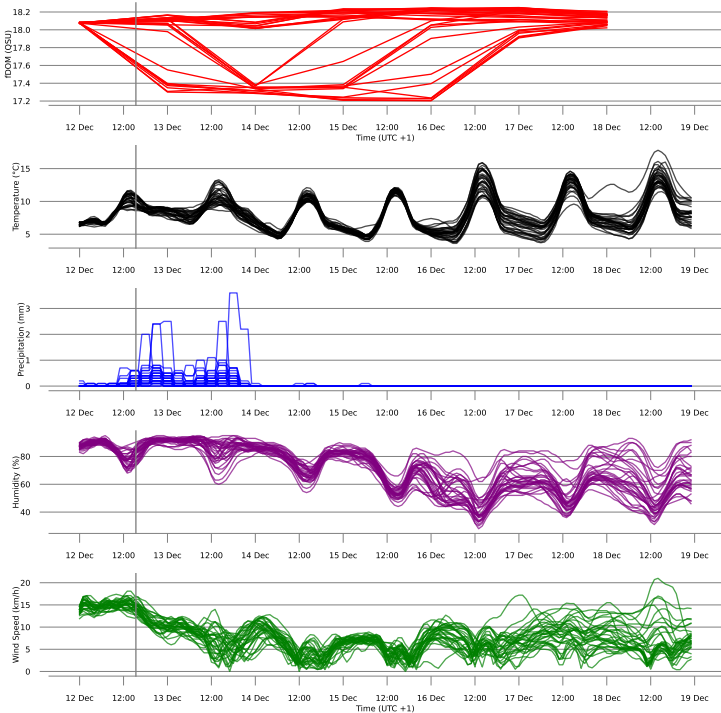 fDOM (QSU)
18.2
18.0
17.8
17.6
17.4
17.2
12 Dec 12:00 13 Dec 12:00 14 Dec 12:00 15 Dec 12:00 16 Dec 12:00 17 Dec 12:00 18 Dec 12:00 19 Dec
Time (UTC +1)
Temperature (°C)
15
10
5
12 Dec 12:00 13 Dec 12:00 14 Dec 12:00 15 Dec 12:00 16 Dec 12:00 17 Dec 12:00 18 Dec 12:00 19 Dec
Precipitation (mm)
3
2
1
0
12 Dec 12:00 13 Dec 12:00 14 Dec 12:00 15 Dec 12:00 16 Dec 12:00 17 Dec 12:00 18 Dec 12:00 19 Dec
Humidity (%)
80
60
40
12 Dec 12:00 13 Dec 12:00 14 Dec 12:00 15 Dec 12:00 16 Dec 12:00 17 Dec 12:00 18 Dec 12:00 19 Dec
Wind Speed (km/h)
20
15
10
5
0
12 Dec 12:00 13 Dec 12:00 14 Dec 12:00 15 Dec 12:00 16 Dec 12:00 17 Dec 12:00 18 Dec 12:00 19 Dec
Time (UTC +1)